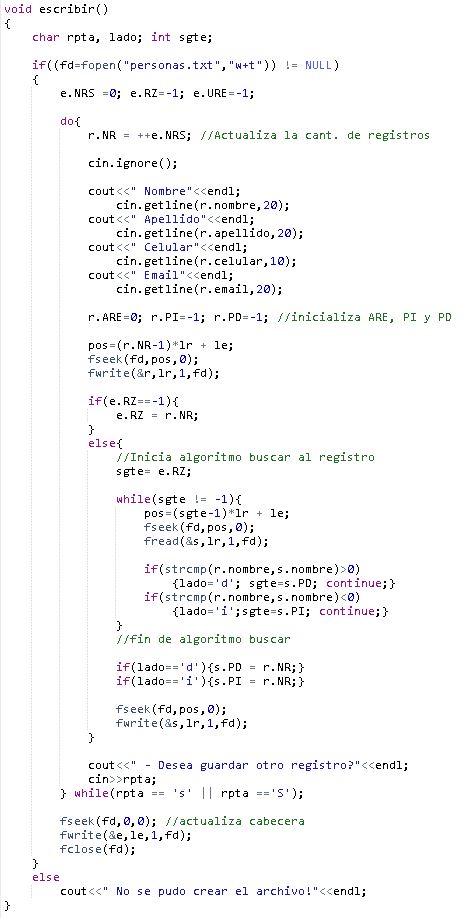 void escribir()
{
    char rpta, lado; int sgte;

    if((fd=fopen("personas.txt","w+t")) != NULL)
    {
        e.NRS =0; e.RZ=-1; e.URE=-1;

        do{
            r.NR = ++e.NRS; //Actualiza la cant. de registros

            cin.ignore();

            cout<<" Nombre"<<endl;
                cin.getline(r.nombre,20);
            cout<<" Apellido"<<endl;
                cin.getline(r.apellido,20);
            cout<<" Celular"<<endl;
                cin.getline(r.celular,10);
            cout<<" Email"<<endl;
                cin.getline(r.email,20);

            r.ARE=0; r.PI=-1; r.PD=-1; //inicializa ARE, PI y PD

            pos=(r.NR-1)*lr + le;
            fseek(fd,pos,0);
            fwrite(&r,lr,1,fd);

            if(e.RZ==-1){
                e.RZ = r.NR;
            }
            else{
                //Inicia algoritmo buscar al registro
                sgte= e.RZ;

                while(sgte != -1){
                    pos=(sgte-1)*lr + le;
                    fseek(fd,pos,0);
                    fread(&s,lr,1,fd);

                    if(strcmp(r.nombre,s.nombre)>0)
                        {lado='d'; sgte=s.PD; continue;}
                    if(strcmp(r.nombre,s.nombre)<0)
                        {lado='i';sgte=s.PI; continue;}
                }
                //fin de algoritmo buscar

                if(lado=='d'){s.PD = r.NR;}
                if(lado=='i'){s.PI = r.NR;}

                fseek(fd,pos,0);
                fwrite(&s,lr,1,fd);
            }

            cout<<" - Desea guardar otro registro?"<<endl;
            cin>>rpta;
        } while(rpta == 's' || rpta =='S');

        fseek(fd,0,0); //actualiza cabecera
        fwrite(&e,le,1,fd);
        fclose(fd);
    }
    else
        cout<<" No se pudo crear el archivo!"<<endl;
}